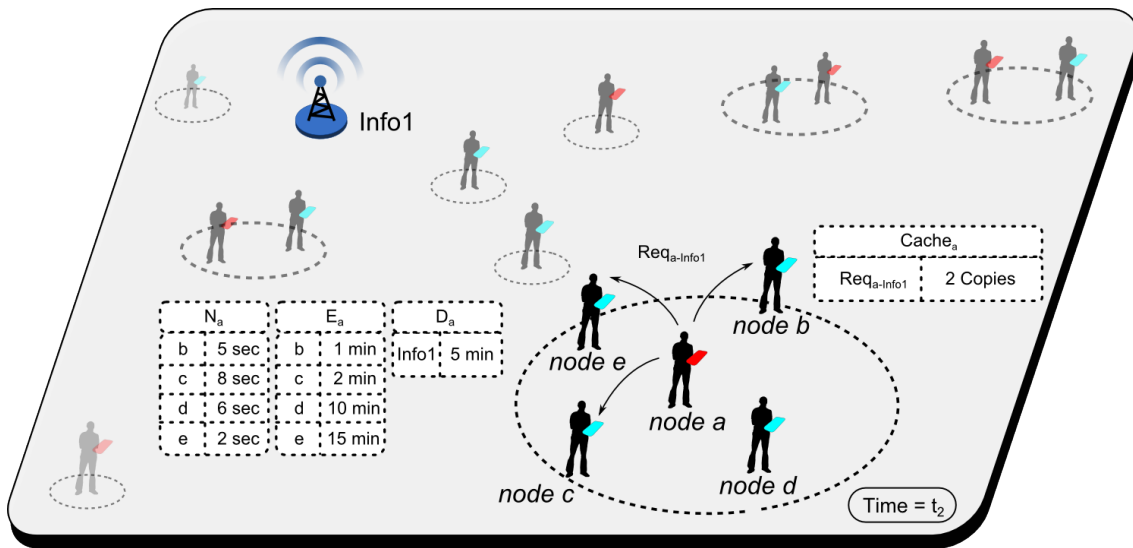 Info1
Req a-Info1
Cache a
Req a-Info1 2 Copies
N a
b 5 sec
c 8 sec
d 6 sec
e 2 sec
E a
b 1 min
c 2 min
d 10 min
e 15 min
D a
Info1 5 min
node b
node e
node a
node c
node d
Time = t 2